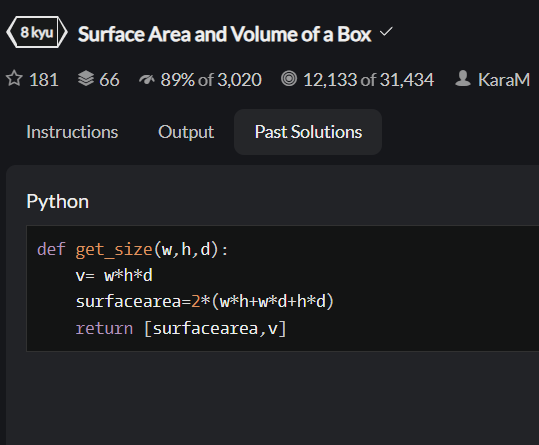 8 kyu Surface Area and Volume of a Box
181 66 89% of 3,020 12,133 of 31,434 KaraM
Instructions Output Past Solutions
Python
def get_size(w,h,d):
    v= w*h*d
    surfacearea=2*(w*h+w*d+h*d)
    return [surfacearea,v]